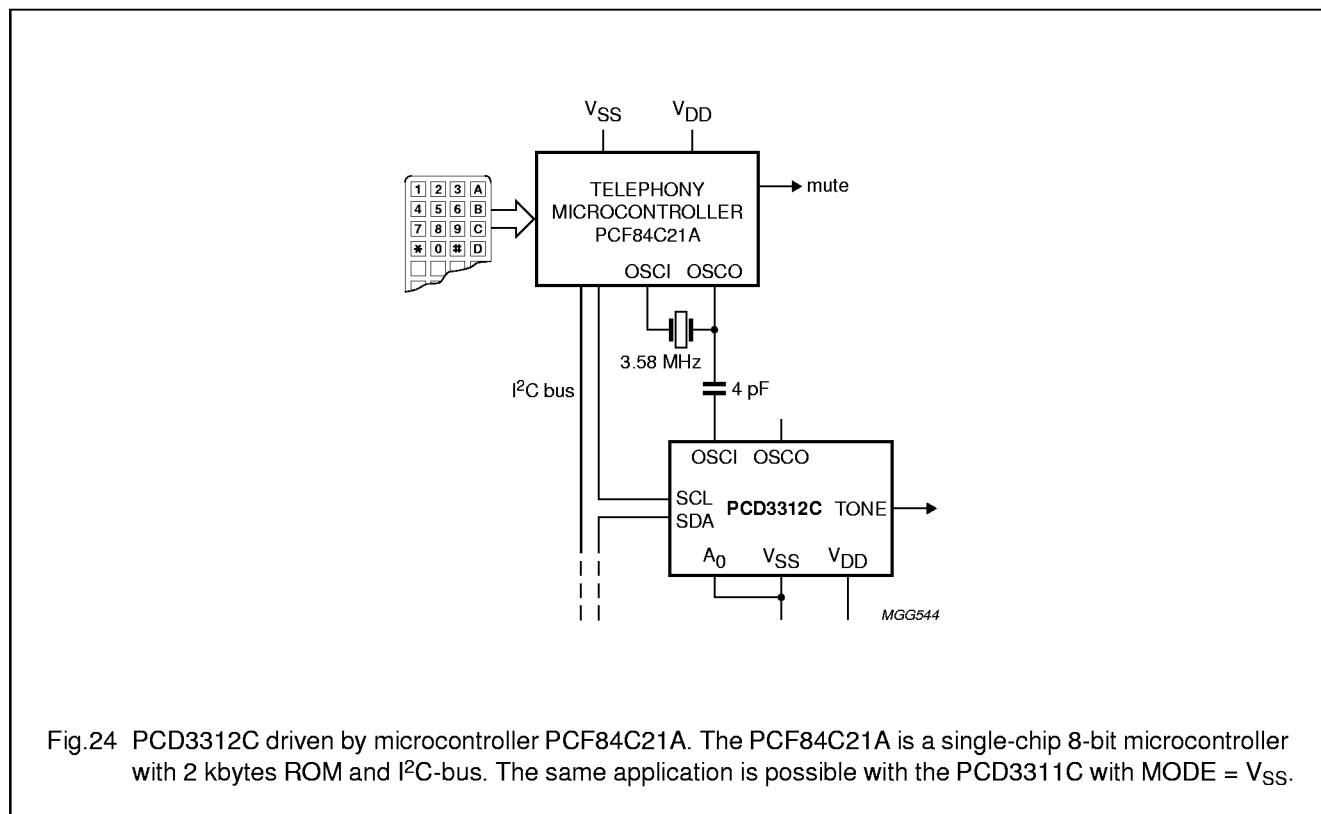 VSS VDD
1 2 3 A
4 5 6 B
7 8 9 C
* 0 # D
TELEPHONY
MICROCONTROLLER
PCF84C21A
mute
OSCI OSCO
3.58 MHz
I²C bus
4 pF
OSCI OSCO
SCL
SDA
PCD3312C
TONE
A0 VSS VDD
MGG544
Fig.24 PCD3312C driven by microcontroller PCF84C21A. The PCF84C21A is a single-chip 8-bit microcontroller
with 2 kbytes ROM and I²C-bus. The same application is possible with the PCD3311C with MODE = VSS.